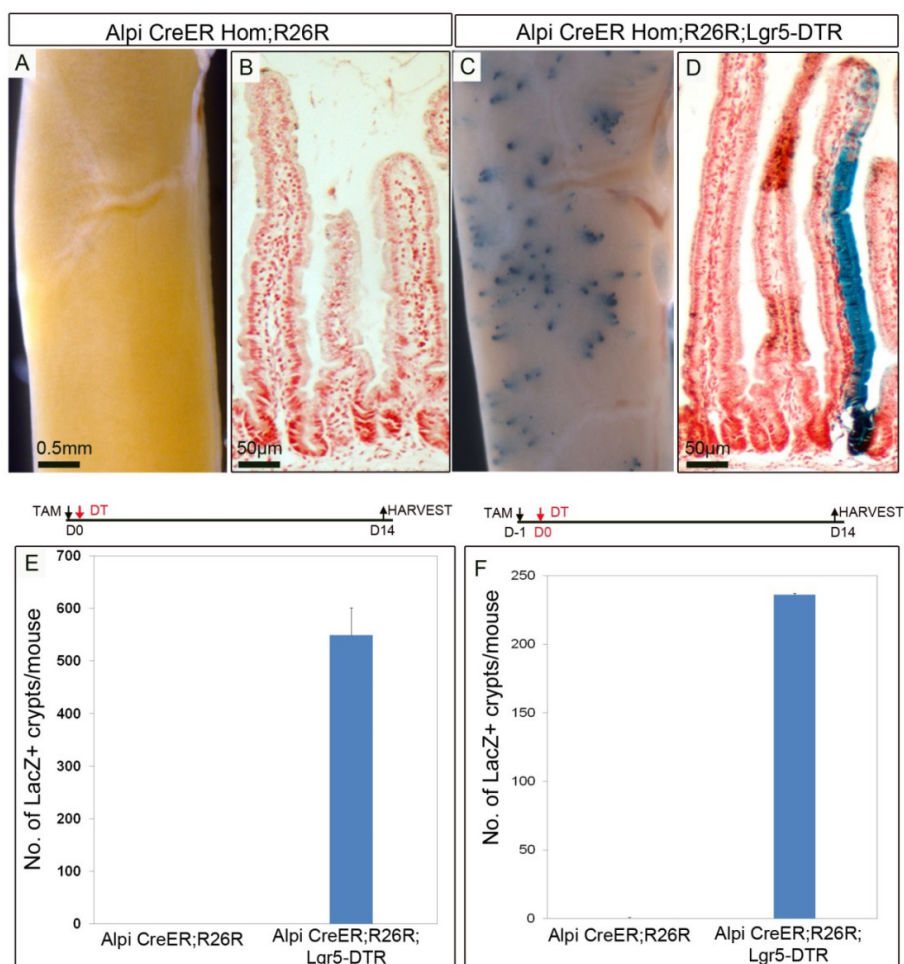 Alpi CreER Hom;R26R
Alpi CreER Hom;R26R;Lgr5-DTR
A
B
C
D
0.5mm
50µm
50µm
TAM DT HARVEST
D0 D14
TAM DT HARVEST
D-1 D0 D14
E
700
600
500
400
300
200
100
0
No. of LacZ+ crypts/mouse
Alpi CreER;R26R
Alpi CreER;R26R;
Lgr5-DTR
F
250
200
150
100
50
0
No. of LacZ+ crypts/mouse
Alpi CreER;R26R
Alpi CreER;R26R;
Lgr5-DTR